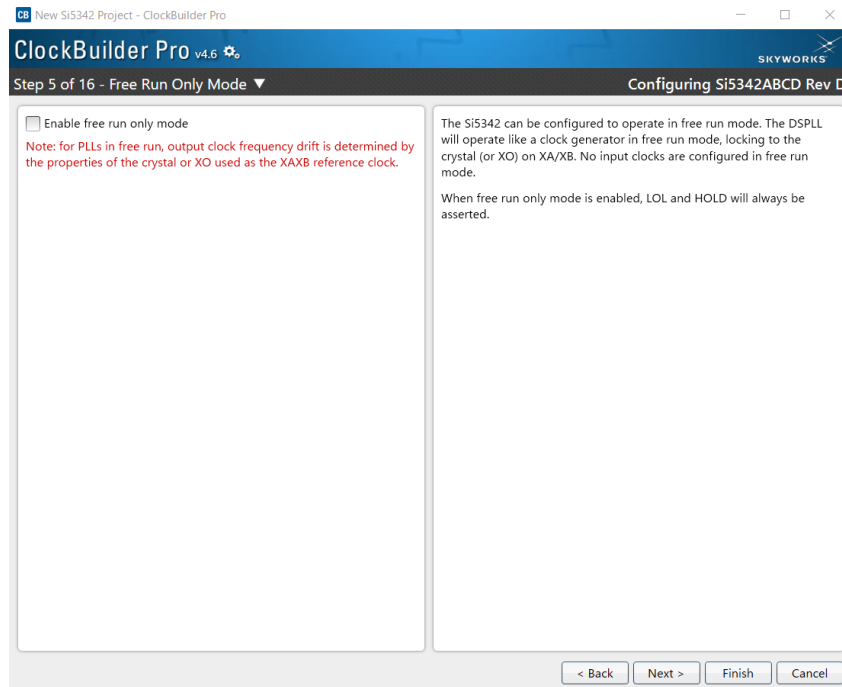 CB New Si5342 Project - ClockBuilder Pro
ClockBuilder Pro v4.6
SKYWORKS
Step 5 of 16 - Free Run Only Mode ▼
Configuring Si5342ABCD Rev D
Enable free run only mode
Note: for PLLs in free run, output clock frequency drift is determined by
the properties of the crystal or XO used as the XAXB reference clock.
The Si5342 can be configured to operate in free run mode. The DSPLL
will operate like a clock generator in free run mode, locking to the
crystal (or XO) on XA/XB. No input clocks are configured in free run
mode.
When free run only mode is enabled, LOL and HOLD will always be
asserted.
< Back
Next >
Finish
Cancel